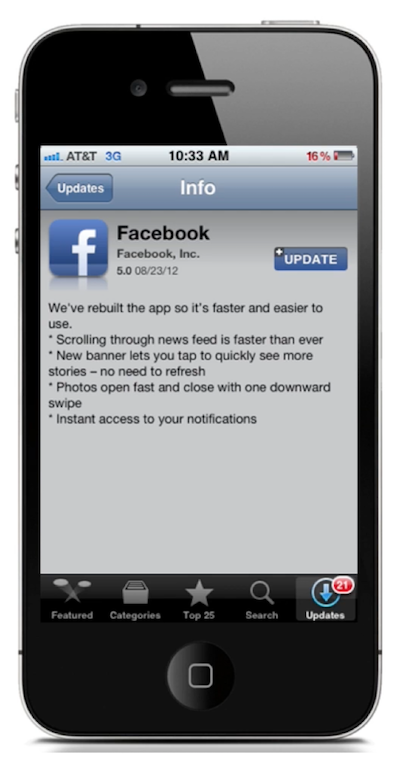 AT&T 3G 10:33 AM 16%
Updates Info
Facebook
Facebook, Inc.
5.0 08/23/12
UPDATE
We've rebuilt the app so it's faster and easier to
use.
* Scrolling through news feed is faster than ever
* New banner lets you tap to quickly see more
stories – no need to refresh
* Photos open fast and close with one downward
swipe
* Instant access to your notifications
21
Featured Categories Top 25 Search Updates